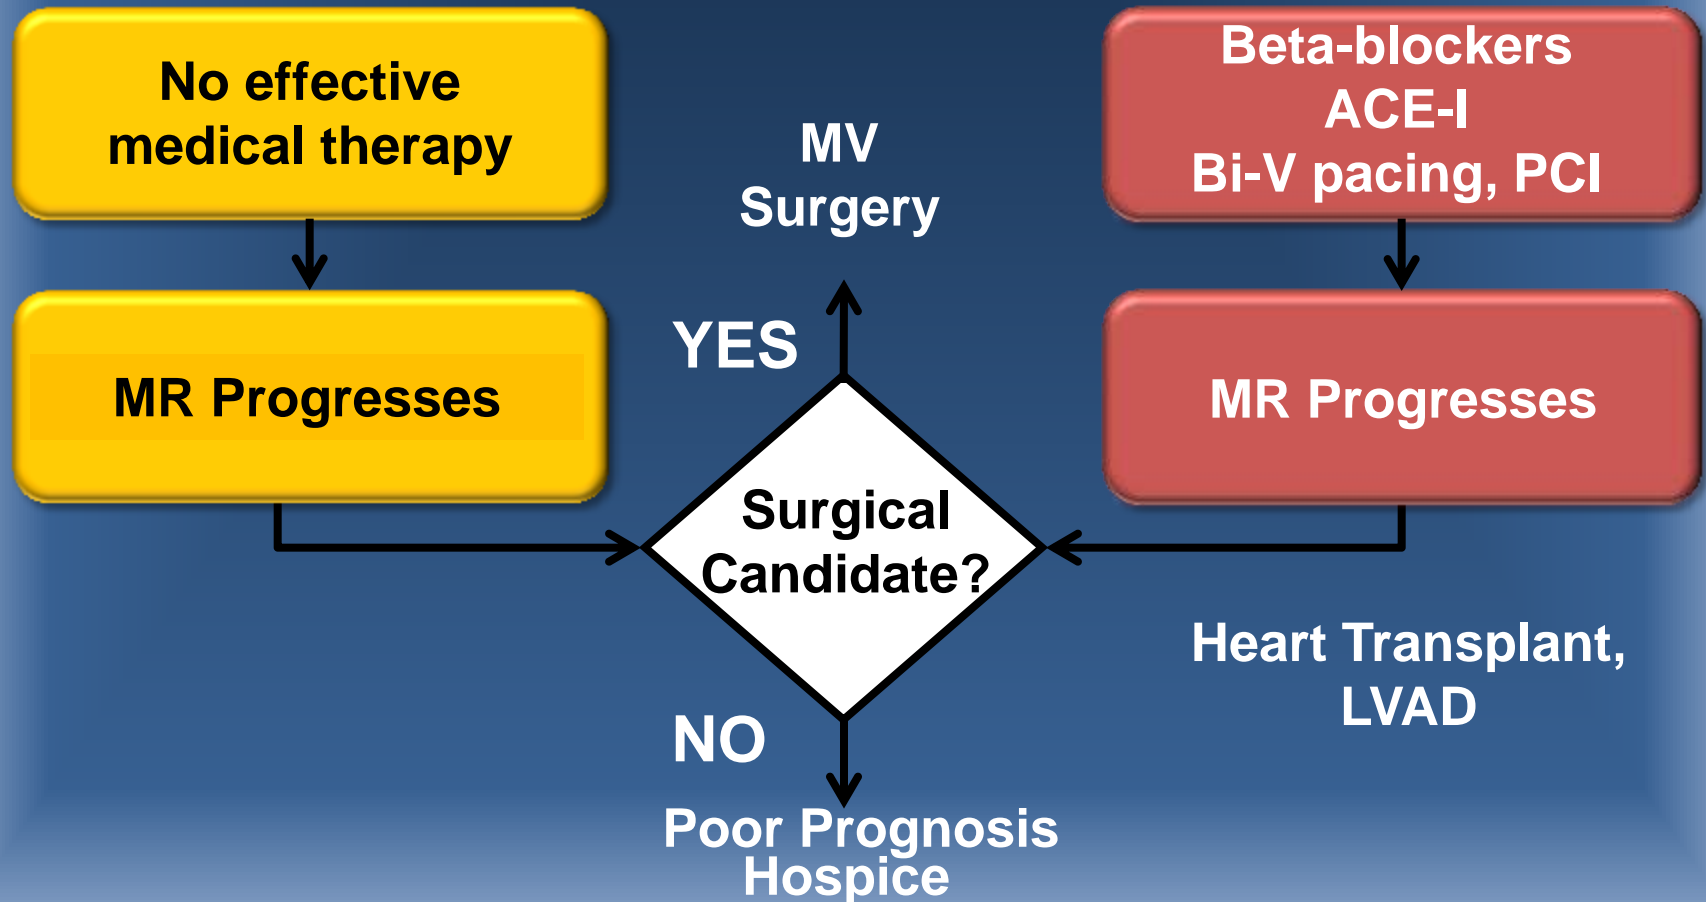 No effective
medical therapy
MV
Surgery
Beta-blockers
ACE-I
Bi-V pacing, PCI
MR Progresses
YES
MR Progresses
Surgical
Candidate?
Heart Transplant,
LVAD
NO
Poor Prognosis
Hospice